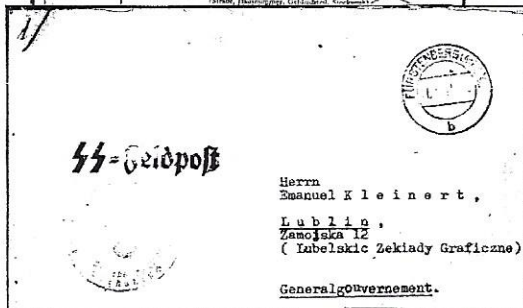 1/
FÜRSTENBERG
b
SS=Feldpost
Herrn
Emanuel K l e i n e r t ,
L u b l i n ,
Zamojska 12
( Lubelskic Zekiady Graficzne)
Generalgouvernement.